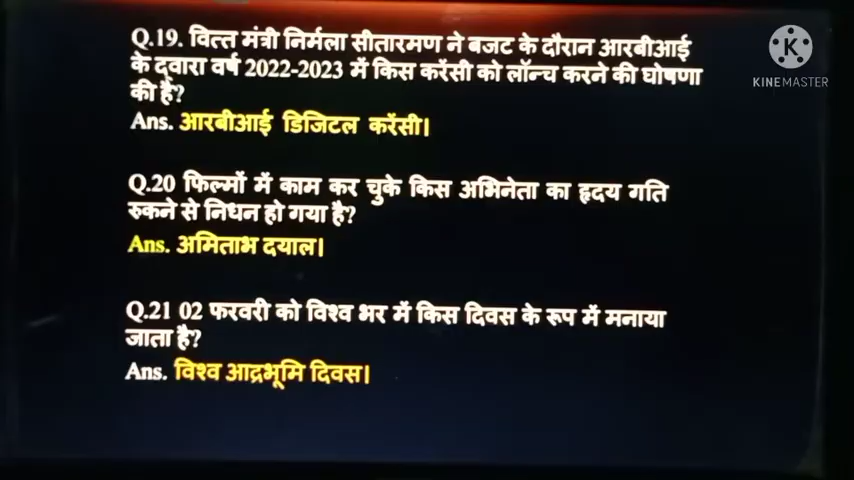 Q.19. वित्त मंत्री निर्मला सीतारमण ने बजट के दौरान आरबीआई
के द्वारा वर्ष 2022-2023 में किस करेंसी को लॉन्च करने की घोषणा
की है?
Ans. आरबीआई डिजिटल करेंसी।
Q.20 फिल्मों में काम कर चुके किस अभिनेता का हृदय गति
रुकने से निधन हो गया है?
Ans. अमिताभ दयाल।
Q.21 02 फरवरी को विश्व भर में किस दिवस के रूप में मनाया
जाता है?
Ans. विश्व आद्रभूमि दिवस।
K
KINEMASTER